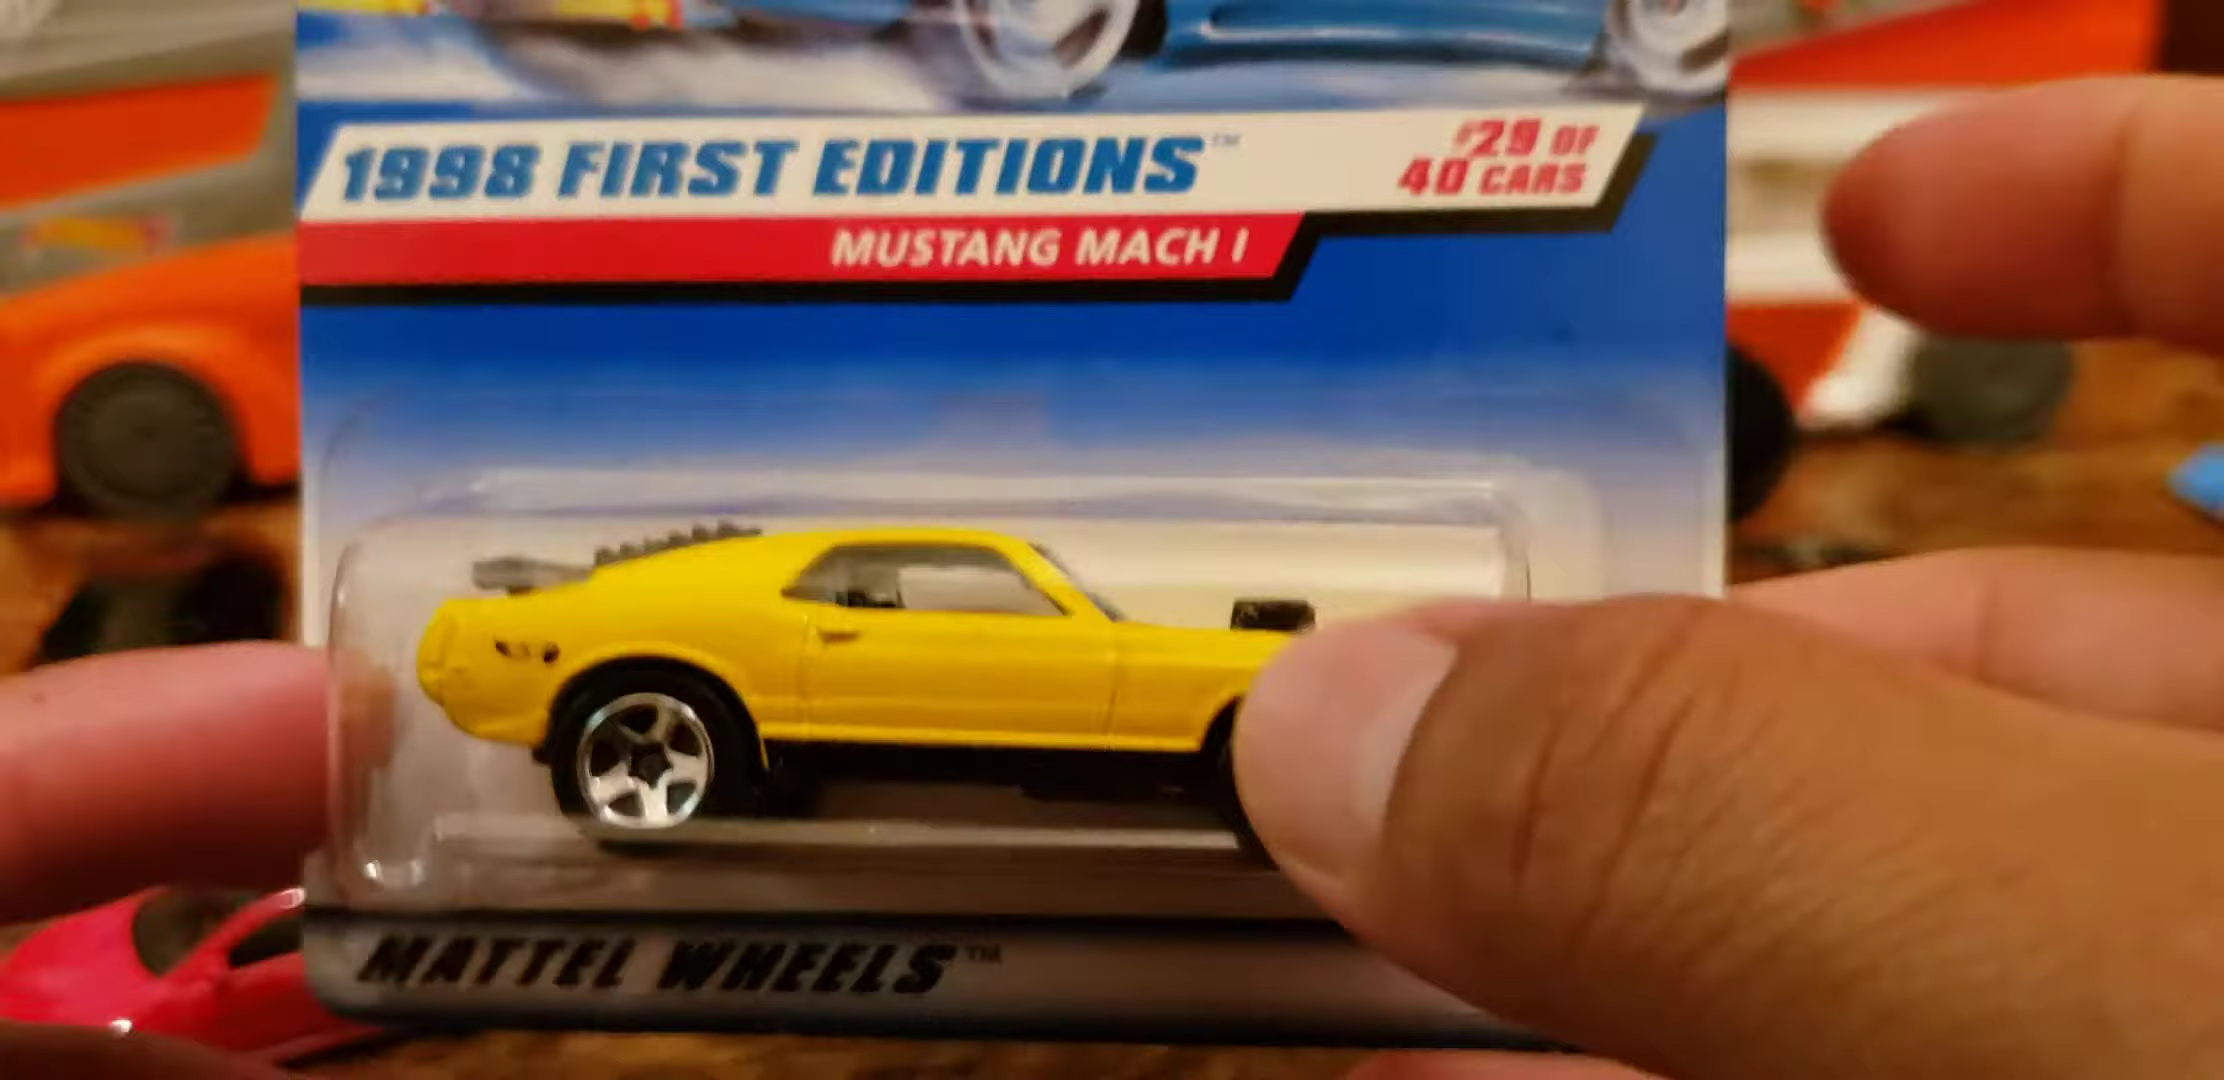 1998 FIRST EDITIONS™
#29 OF
40 CARS
MUSTANG MACH I
MATTEL WHEELS™